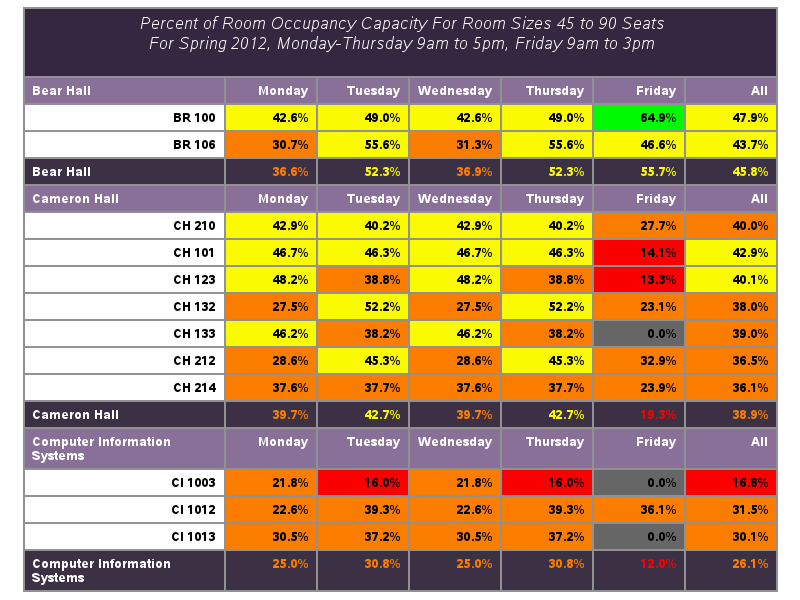 Percent of Room Occupancy Capacity For Room Sizes 45 to 90 Seats
For Spring 2012, Monday-Thursday 9am to 5pm, Friday 9am to 3pm
Bear Hall Monday Tuesday Wednesday Thursday Friday All
BR 100 42.6% 49.0% 42.6% 49.0% 64.9% 47.9%
BR 106 30.7% 55.6% 31.3% 55.6% 46.6% 43.7%
Bear Hall 36.6% 52.3% 36.9% 52.3% 55.7% 45.8%
Cameron Hall Monday Tuesday Wednesday Thursday Friday All
CH 210 42.9% 40.2% 42.9% 40.2% 27.7% 40.0%
CH 101 46.7% 46.3% 46.7% 46.3% 14.1% 42.9%
CH 123 48.2% 38.8% 48.2% 38.8% 13.3% 40.1%
CH 132 27.5% 52.2% 27.5% 52.2% 23.1% 38.0%
CH 133 46.2% 38.2% 46.2% 38.2% 0.0% 39.0%
CH 212 28.6% 45.3% 28.6% 45.3% 32.9% 36.5%
CH 214 37.6% 37.7% 37.6% 37.7% 23.9% 36.1%
Cameron Hall 39.7% 42.7% 39.7% 42.7% 19.3% 38.9%
Computer Information Monday Tuesday Wednesday Thursday Friday All
Systems
CI 1003 21.8% 16.0% 21.8% 16.0% 0.0% 16.8%
CI 1012 22.6% 39.3% 22.6% 39.3% 36.1% 31.5%
CI 1013 30.5% 37.2% 30.5% 37.2% 0.0% 30.1%
Computer Information 25.0% 30.8% 25.0% 30.8% 12.0% 26.1%
Systems